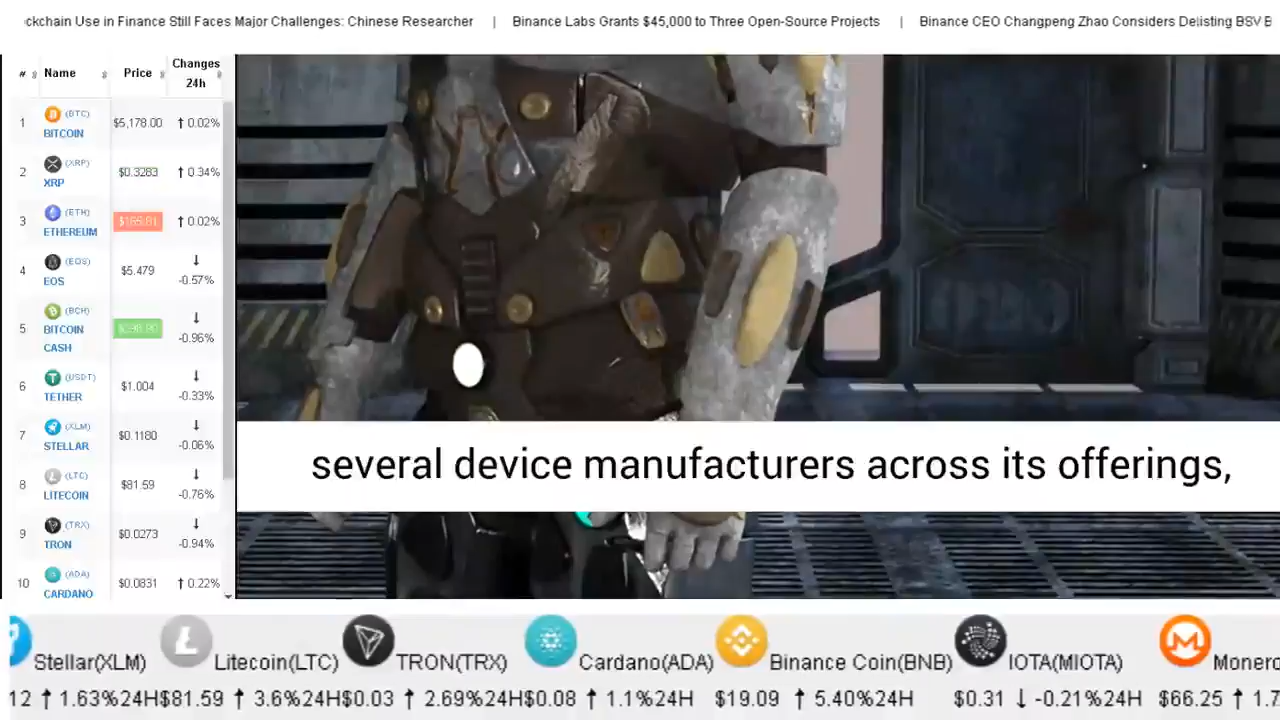 ckchain Use in Finance Still Faces Major Challenges: Chinese Researcher | Binance Labs Grants $45,000 to Three Open-Source Projects | Binance CEO Changpeng Zhao Considers Delisting BSV B
# Name Price Changes 24h
1 (BTC) BITCOIN $5,178.00 ↑ 0.02%
2 (XRP) XRP $0.3283 ↑ 0.34%
3 (ETH) ETHEREUM ↑ 0.02%
4 (EOS) EOS $5.479 ↓ -0.57%
5 (BCH) BITCOIN CASH ↓ -0.96%
6 (USDT) TETHER $1.004 ↓ -0.33%
7 (XLM) STELLAR $0.1180 ↓ -0.06%
8 (LTC) LITECOIN $81.59 ↓ -0.76%
9 (TRX) TRON $0.0273 ↓ -0.94%
10 (ADA) CARDANO $0.0831 ↑ 0.22%
several device manufacturers across its offerings,
Stellar(XLM) Litecoin(LTC) TRON(TRX) Cardano(ADA) Binance Coin(BNB) IOTA(MIOTA) Monero
12 ↑ 1.63%24H$81.59 ↑ 3.6%24H$0.03 ↑ 2.69%24H$0.08 ↑ 1.1%24H $19.09 ↑ 5.40%24H $0.31 ↓ -0.21%24H $66.25 ↑ 1.7